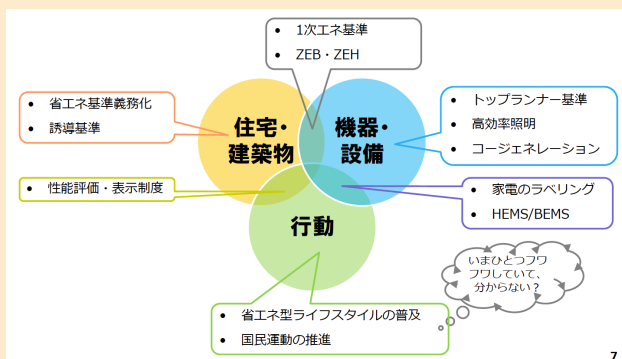 • 1次エネ基準
• ZEB・ZEH
• 省エネ基準義務化
• 誘導基準
住宅・
建築物
機器・
設備
• トップランナー基準
• 高効率照明
• コージェネレーション
• 性能評価・表示制度
• 家電のラベリング
• HEMS/BEMS
行動
いまひとつフワ
フワしていて、
分からない？
• 省エネ型ライフスタイルの普及
• 国民運動の推進
7